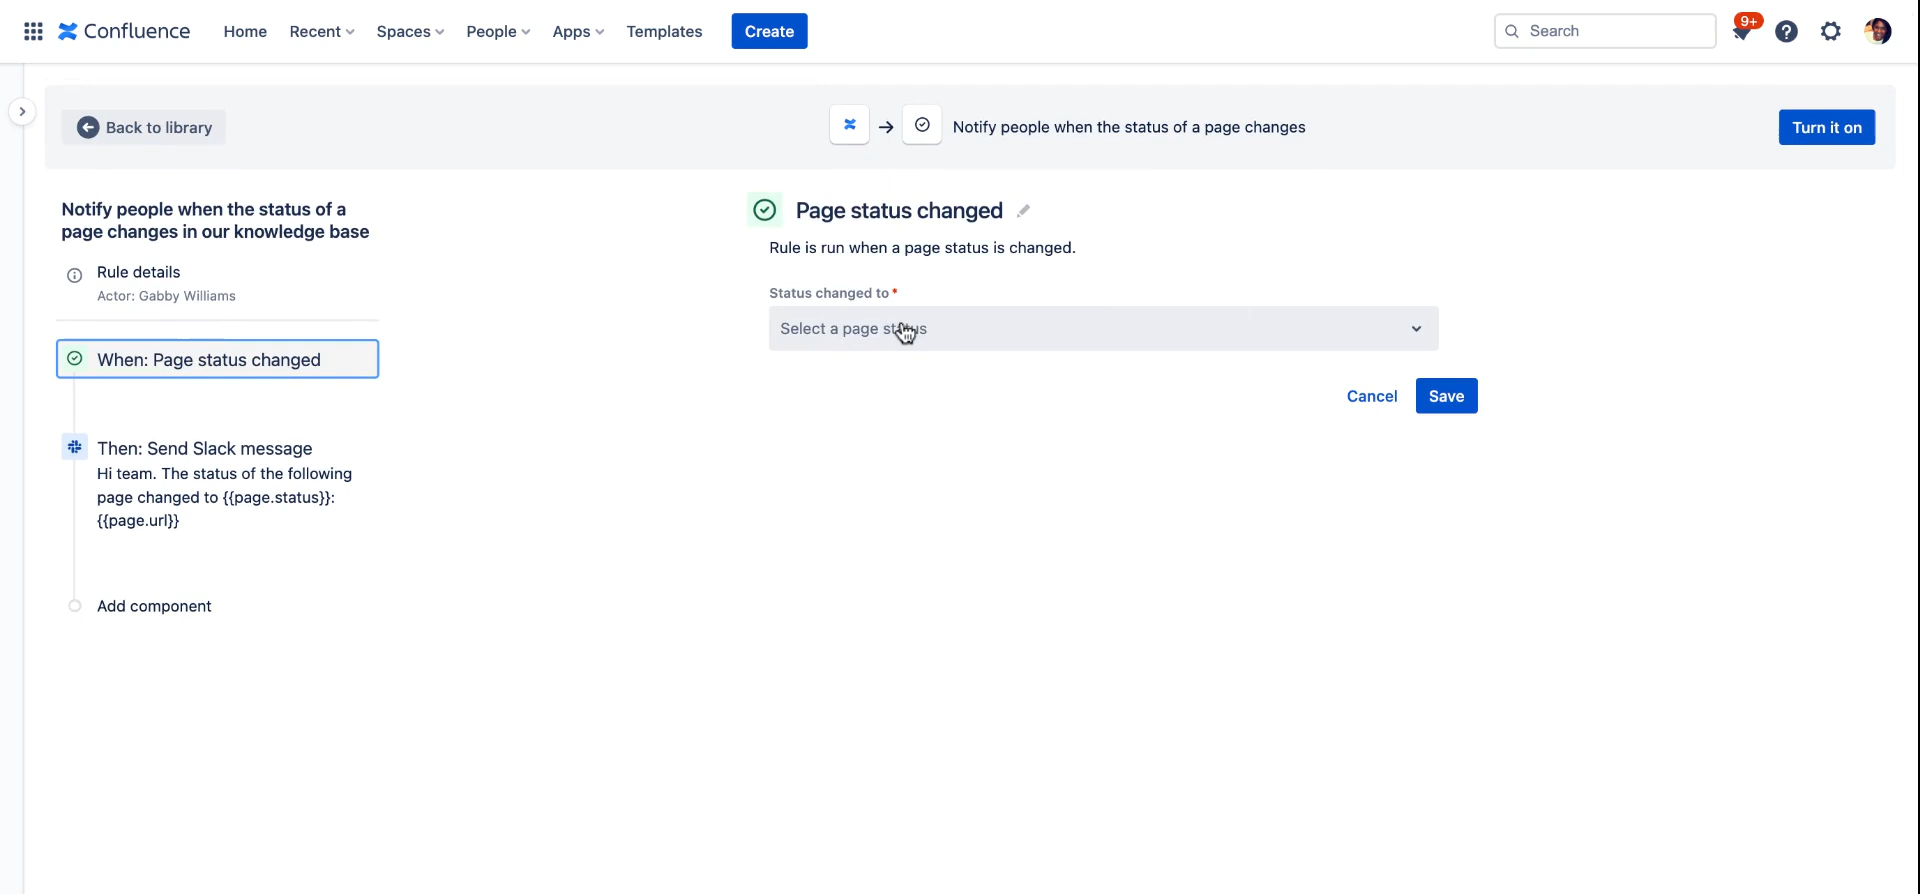 Confluence
Home
Recent
Spaces
People
Apps
Templates
Create
Search
9+
Back to library
Notify people when the status of a page changes
Turn it on
Notify people when the status of a
page changes in our knowledge base
Rule details
Actor: Gabby Williams
When: Page status changed
Then: Send Slack message
Hi team. The status of the following
page changed to {{page.status}}:
{{page.url}}
Add component
Page status changed
Rule is run when a page status is changed.
Status changed to *
Select a page status
Cancel
Save